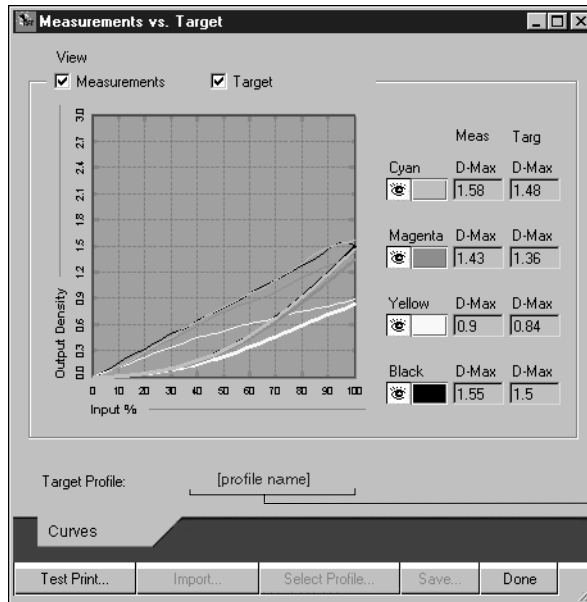 Measurements vs. Target
View
Measurements
Target
Meas Targ
Cyan D-Max D-Max
1.58 1.48
Magenta D-Max D-Max
1.43 1.36
Yellow D-Max D-Max
0.9 0.84
Black D-Max D-Max
1.55 1.5
Output Density
3.0
2.7
2.4
2.1
1.8
1.5
1.2
0.9
0.6
0.3
0.0
0 10 20 30 40 50 60 70 80 90 100
Input %
Target Profile: [profile name]
Curves
Test Print... Import... Select Profile... Save... Done